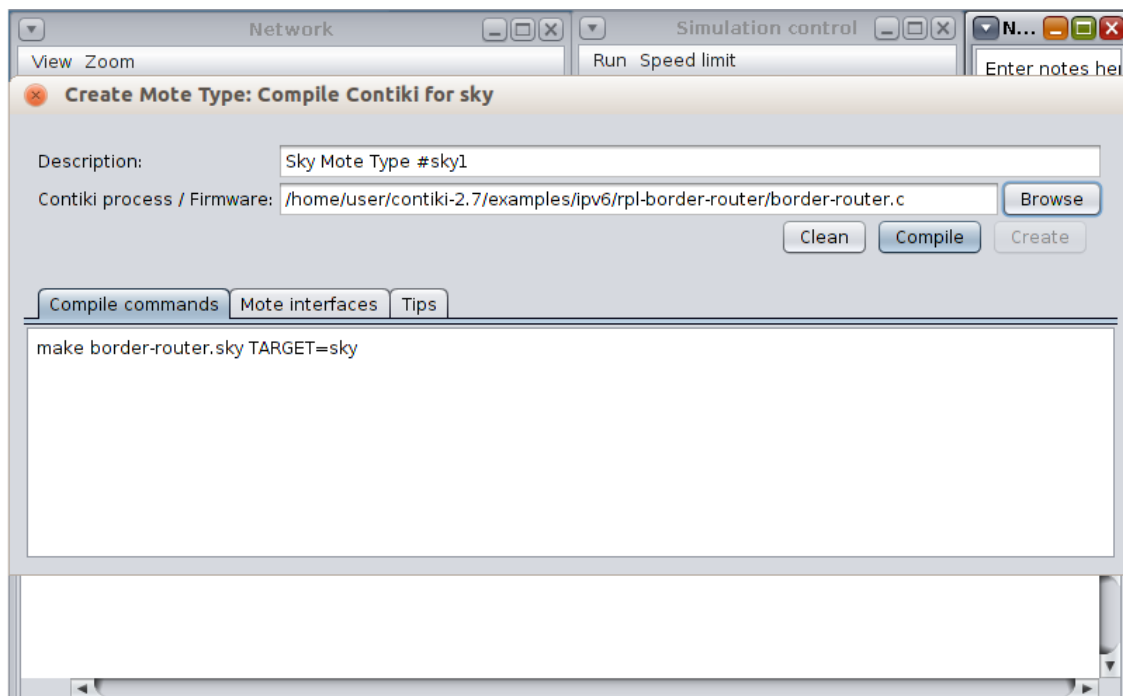 Network
Simulation control
N...
View Zoom
Run Speed limit
Enter notes her
Create Mote Type: Compile Contiki for sky
Description:
Sky Mote Type #sky1
Contiki process / Firmware:
/home/user/contiki-2.7/examples/ipv6/rpl-border-router/border-router.c
Browse
Clean
Compile
Create
Compile commands
Mote interfaces
Tips
make border-router.sky TARGET=sky